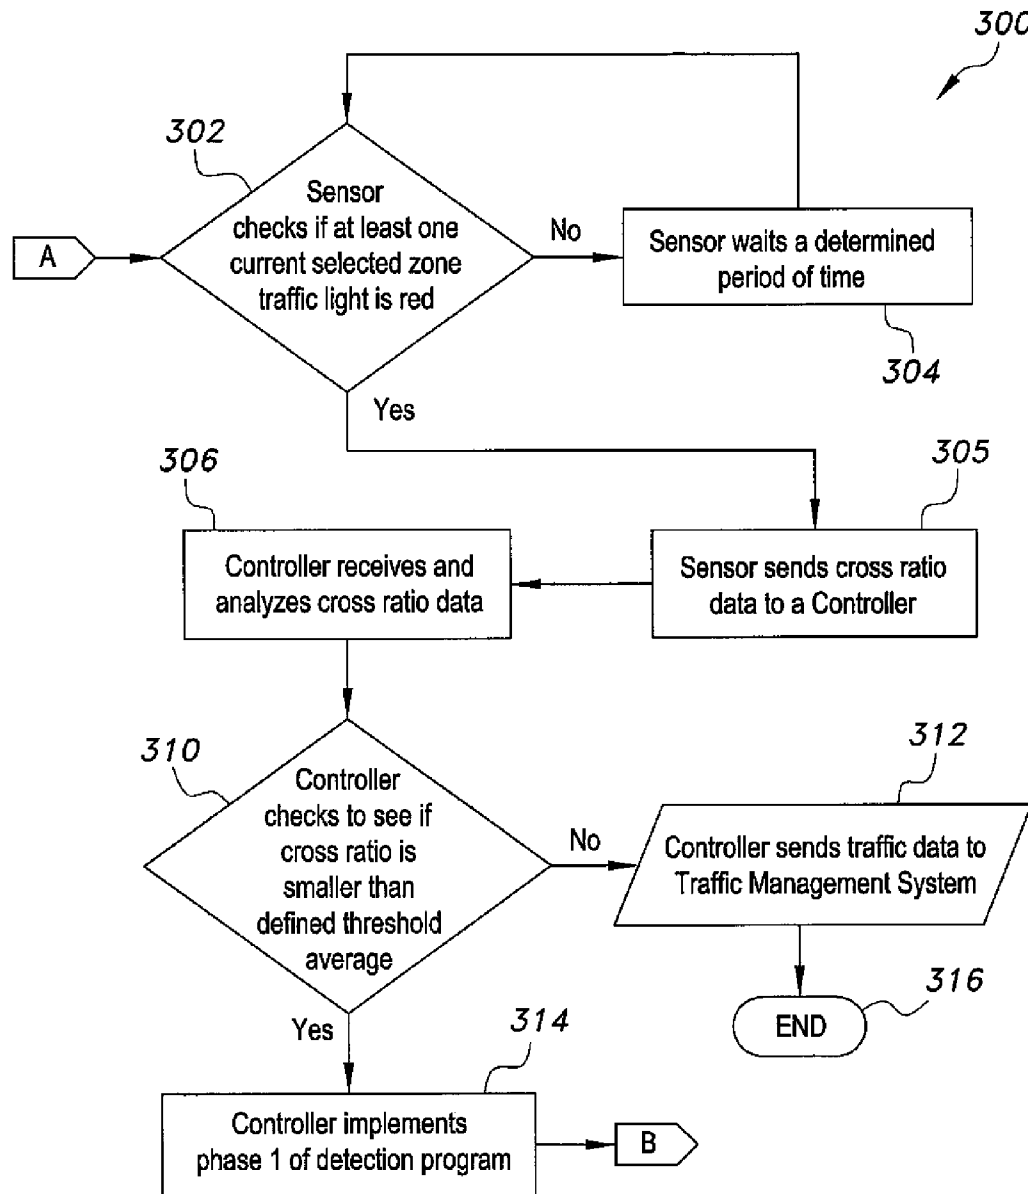 300
302
Sensor
checks if at least one
current selected zone
traffic light is red
A
No
Sensor waits a determined
period of time
304
Yes
306
305
Controller receives and
analyzes cross ratio data
Sensor sends cross ratio
data to a Controller
310
Controller
checks to see if
cross ratio is
smaller than
defined threshold
average
No
312
Controller sends traffic data to
Traffic Management System
316
END
Yes
314
Controller implements
phase 1 of detection program
B